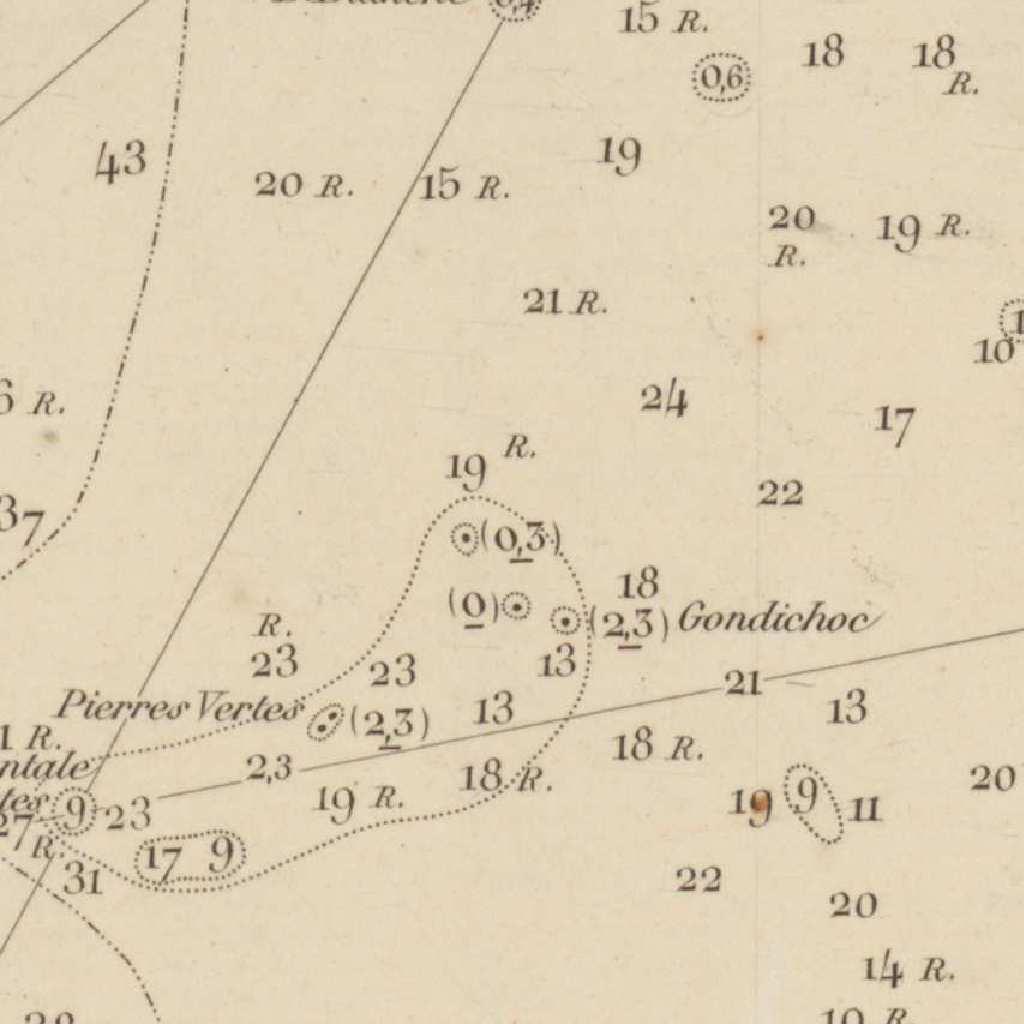 15 R.
0,6
18
18
R.
43
19
20 R.
15 R.
20
R.
19 R.
21 R.
10
6 R.
24
17
R.
19
22
37
(0,3)
18
(0)
(2,3) Gondichoc
R.
23
23
13
21
Pierres Vertes
(2,3)
13
13
1 R.
18 R.
ntale
2,3
18 R.
20
tes
9
23
19 R.
19
9
11
27
R.
17 9
31
22
20
14 R.
10 R.